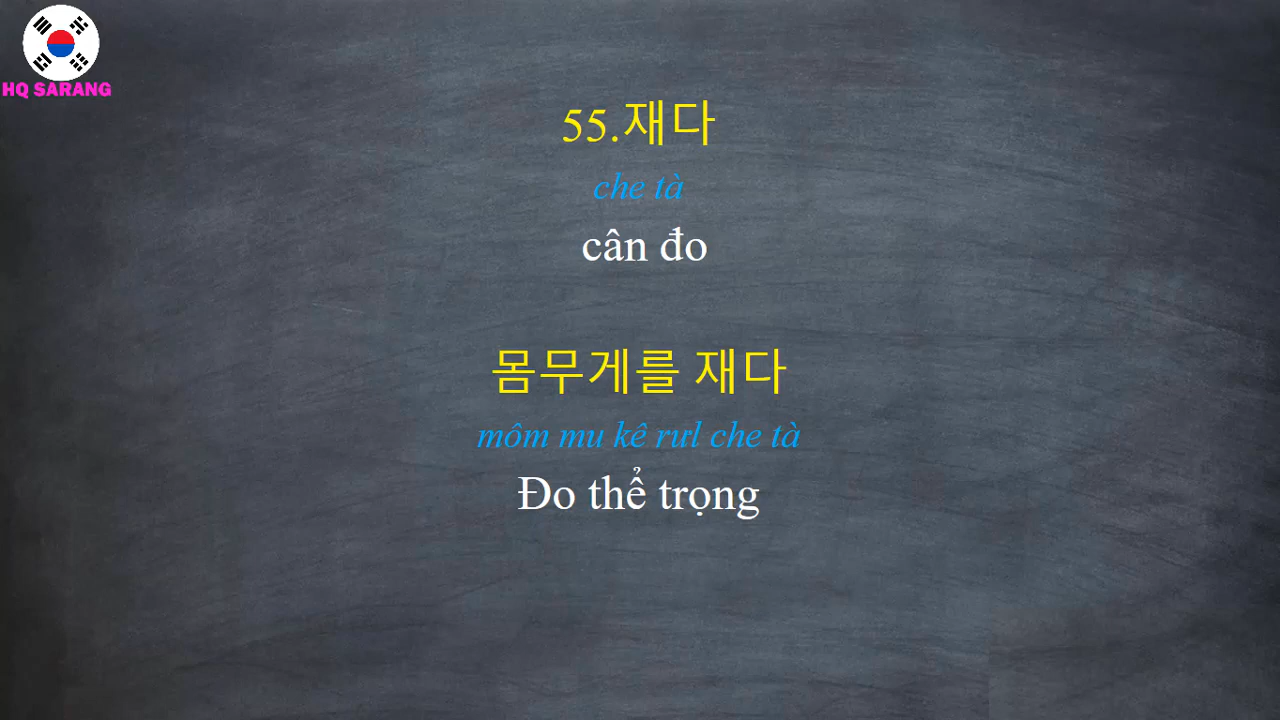 HQ SARANG
55.재다
che tà
cân đo
몸무게를 재다
môm mu kê rưl che tà
Đo thể trọng